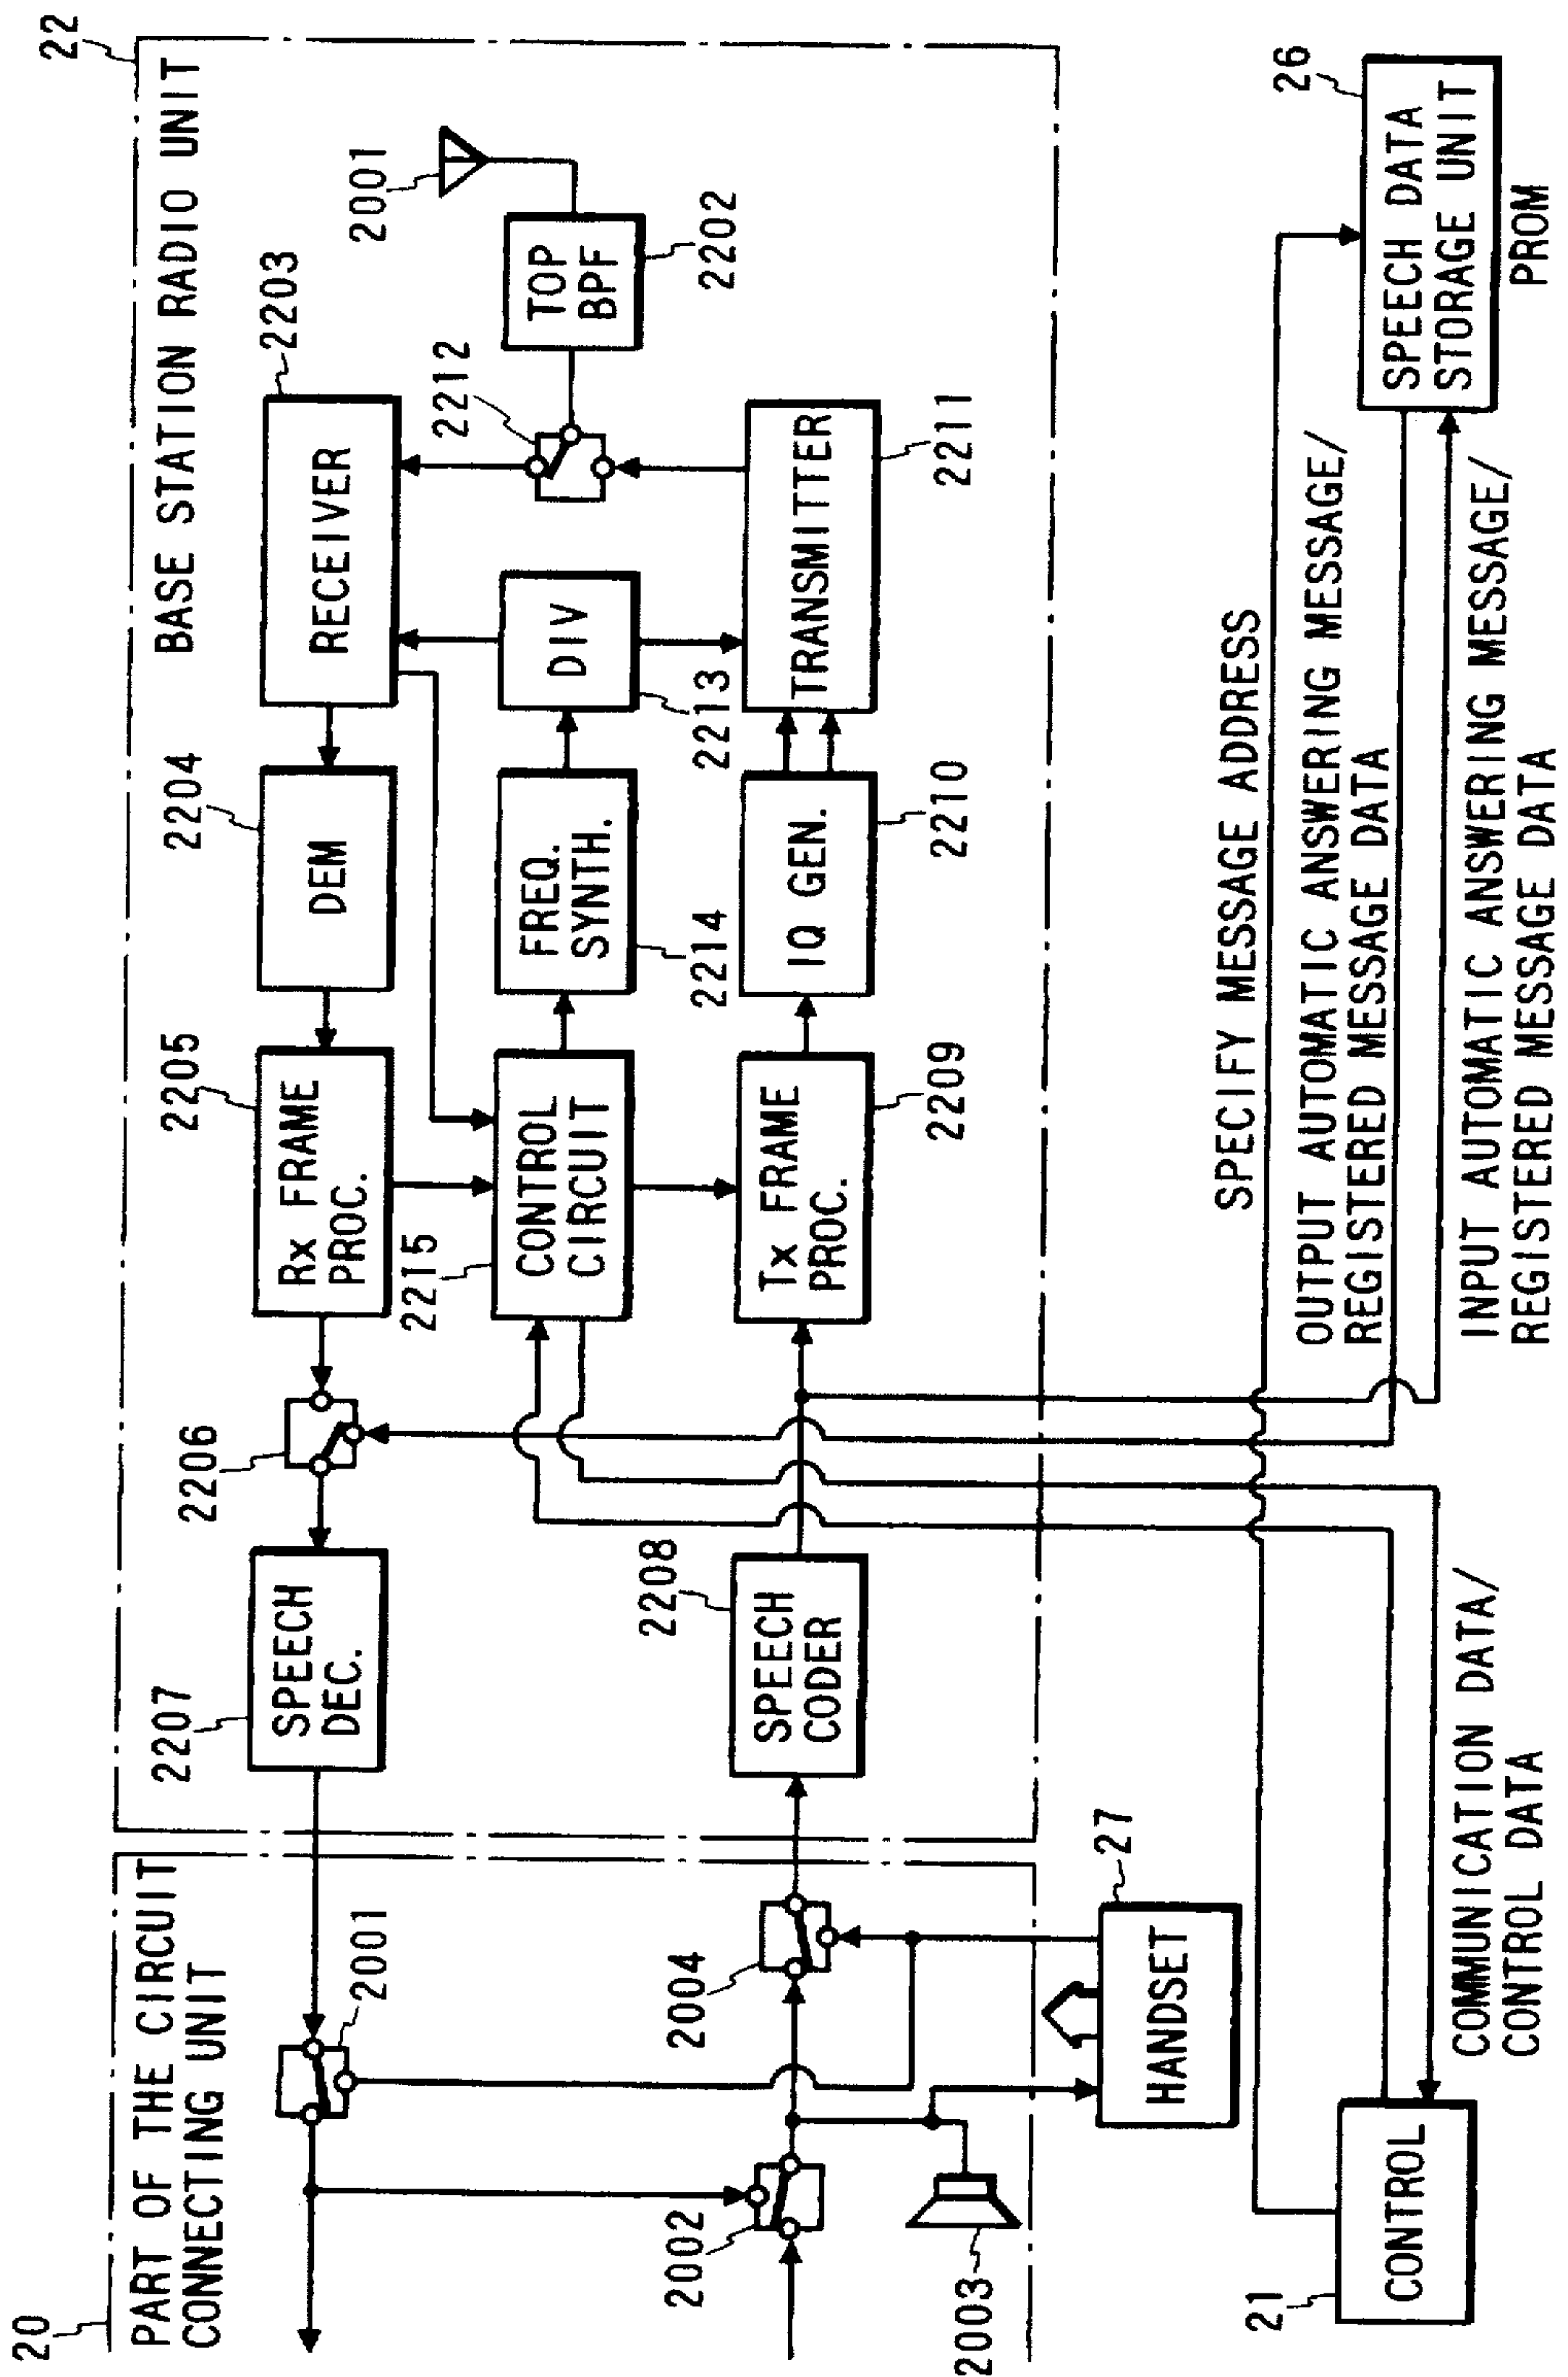 20
PART OF THE CIRCUIT
CONNECTING UNIT
22
BASE STATION RADIO UNIT
2207
SPEECH
DEC.
2206
2205
Rx FRAME
PROC.
2204
DEM
2203
RECEIVER
2001
2001
2215
CONTROL
CIRCUIT
2214
FREQ.
SYNTH.
2213
DIV
2212
TOP
BPF
2202
2002
2004
2208
SPEECH
CODER
Tx FRAME
PROC.
2209
IQ GEN.
2210
TRANSMITTER
2211
2003
27
HANDSET
21
CONTROL
COMMUNICATION DATA/
CONTROL DATA
SPECIFY MESSAGE ADDRESS
OUTPUT AUTOMATIC ANSWERING MESSAGE/
REGISTERED MESSAGE DATA
INPUT AUTOMATIC ANSWERING MESSAGE/
REGISTERED MESSAGE DATA
26
SPEECH DATA
STORAGE UNIT
PROM